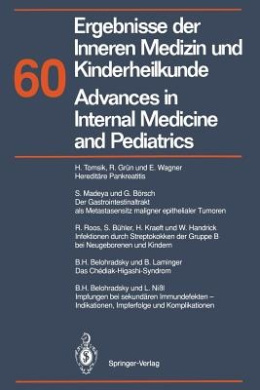 60
Ergebnisse der
Inneren Medizin und
Kinderheilkunde
Advances in
Internal Medicine
and Pediatrics
H. Tomsik, R. Grün und E. Wagner
Hereditäre Pankreatitis
S. Madeya und G. Börsch
Der Gastrointestinaltrakt
als Metastasensitz maligner epithelialer Tumoren
R. Roos, S. Bühler, H. Kraeft und W. Handrick
Infektionen durch Streptokokken der Gruppe B
bei Neugeborenen und Kindern
B.H. Belohradsky und B. Laminger
Das Chédiak-Higashi-Syndrom
B.H. Belohradsky und L. Nißl
Impfungen bei sekundären Immundefekten –
Indikationen, Impferfolge und Komplikationen
Springer-Verlag